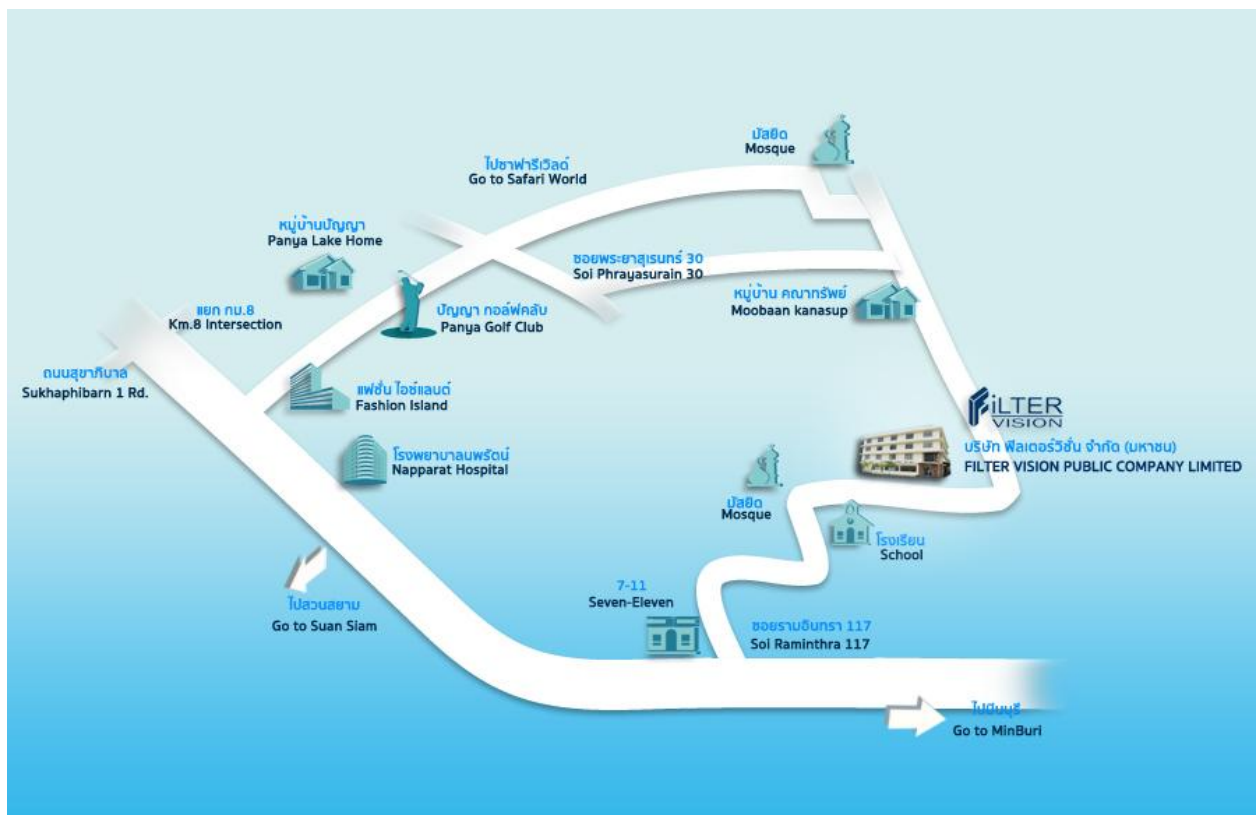 มัสยิด
Mosque
ไปซาฟารีเวิลด์
Go to Safari World
หมู่บ้านปัญญา
Panya Lake Home
ซอยพระยาสุเรนทร์ 30
Soi Phrayasurain 30
หมู่บ้าน คณาทรัพย์
Moobaan kanasup
แยก กม.8
Km.8 Intersection
ปัญญา กอล์ฟคลับ
Panya Golf Club
ถนนสุขาภิบาล
Sukhaphibarn 1 Rd.
แฟชั่น ไอซ์แลนด์
Fashion Island
FiLTER
VISION
บริษัท ฟิลเตอร์วิชั่น จำกัด (มหาชน)
FILTER VISION PUBLIC COMPANY LIMITED
โรงพยาบาลนพรัตน์
Napparat Hospital
มัสยิด
Mosque
โรงเรียน
School
7-11
Seven-Eleven
ไปสวนสยาม
Go to Suan Siam
ซอยรามอินทรา 117
Soi Raminthra 117
ไปมีนบุรี
Go to MinBuri